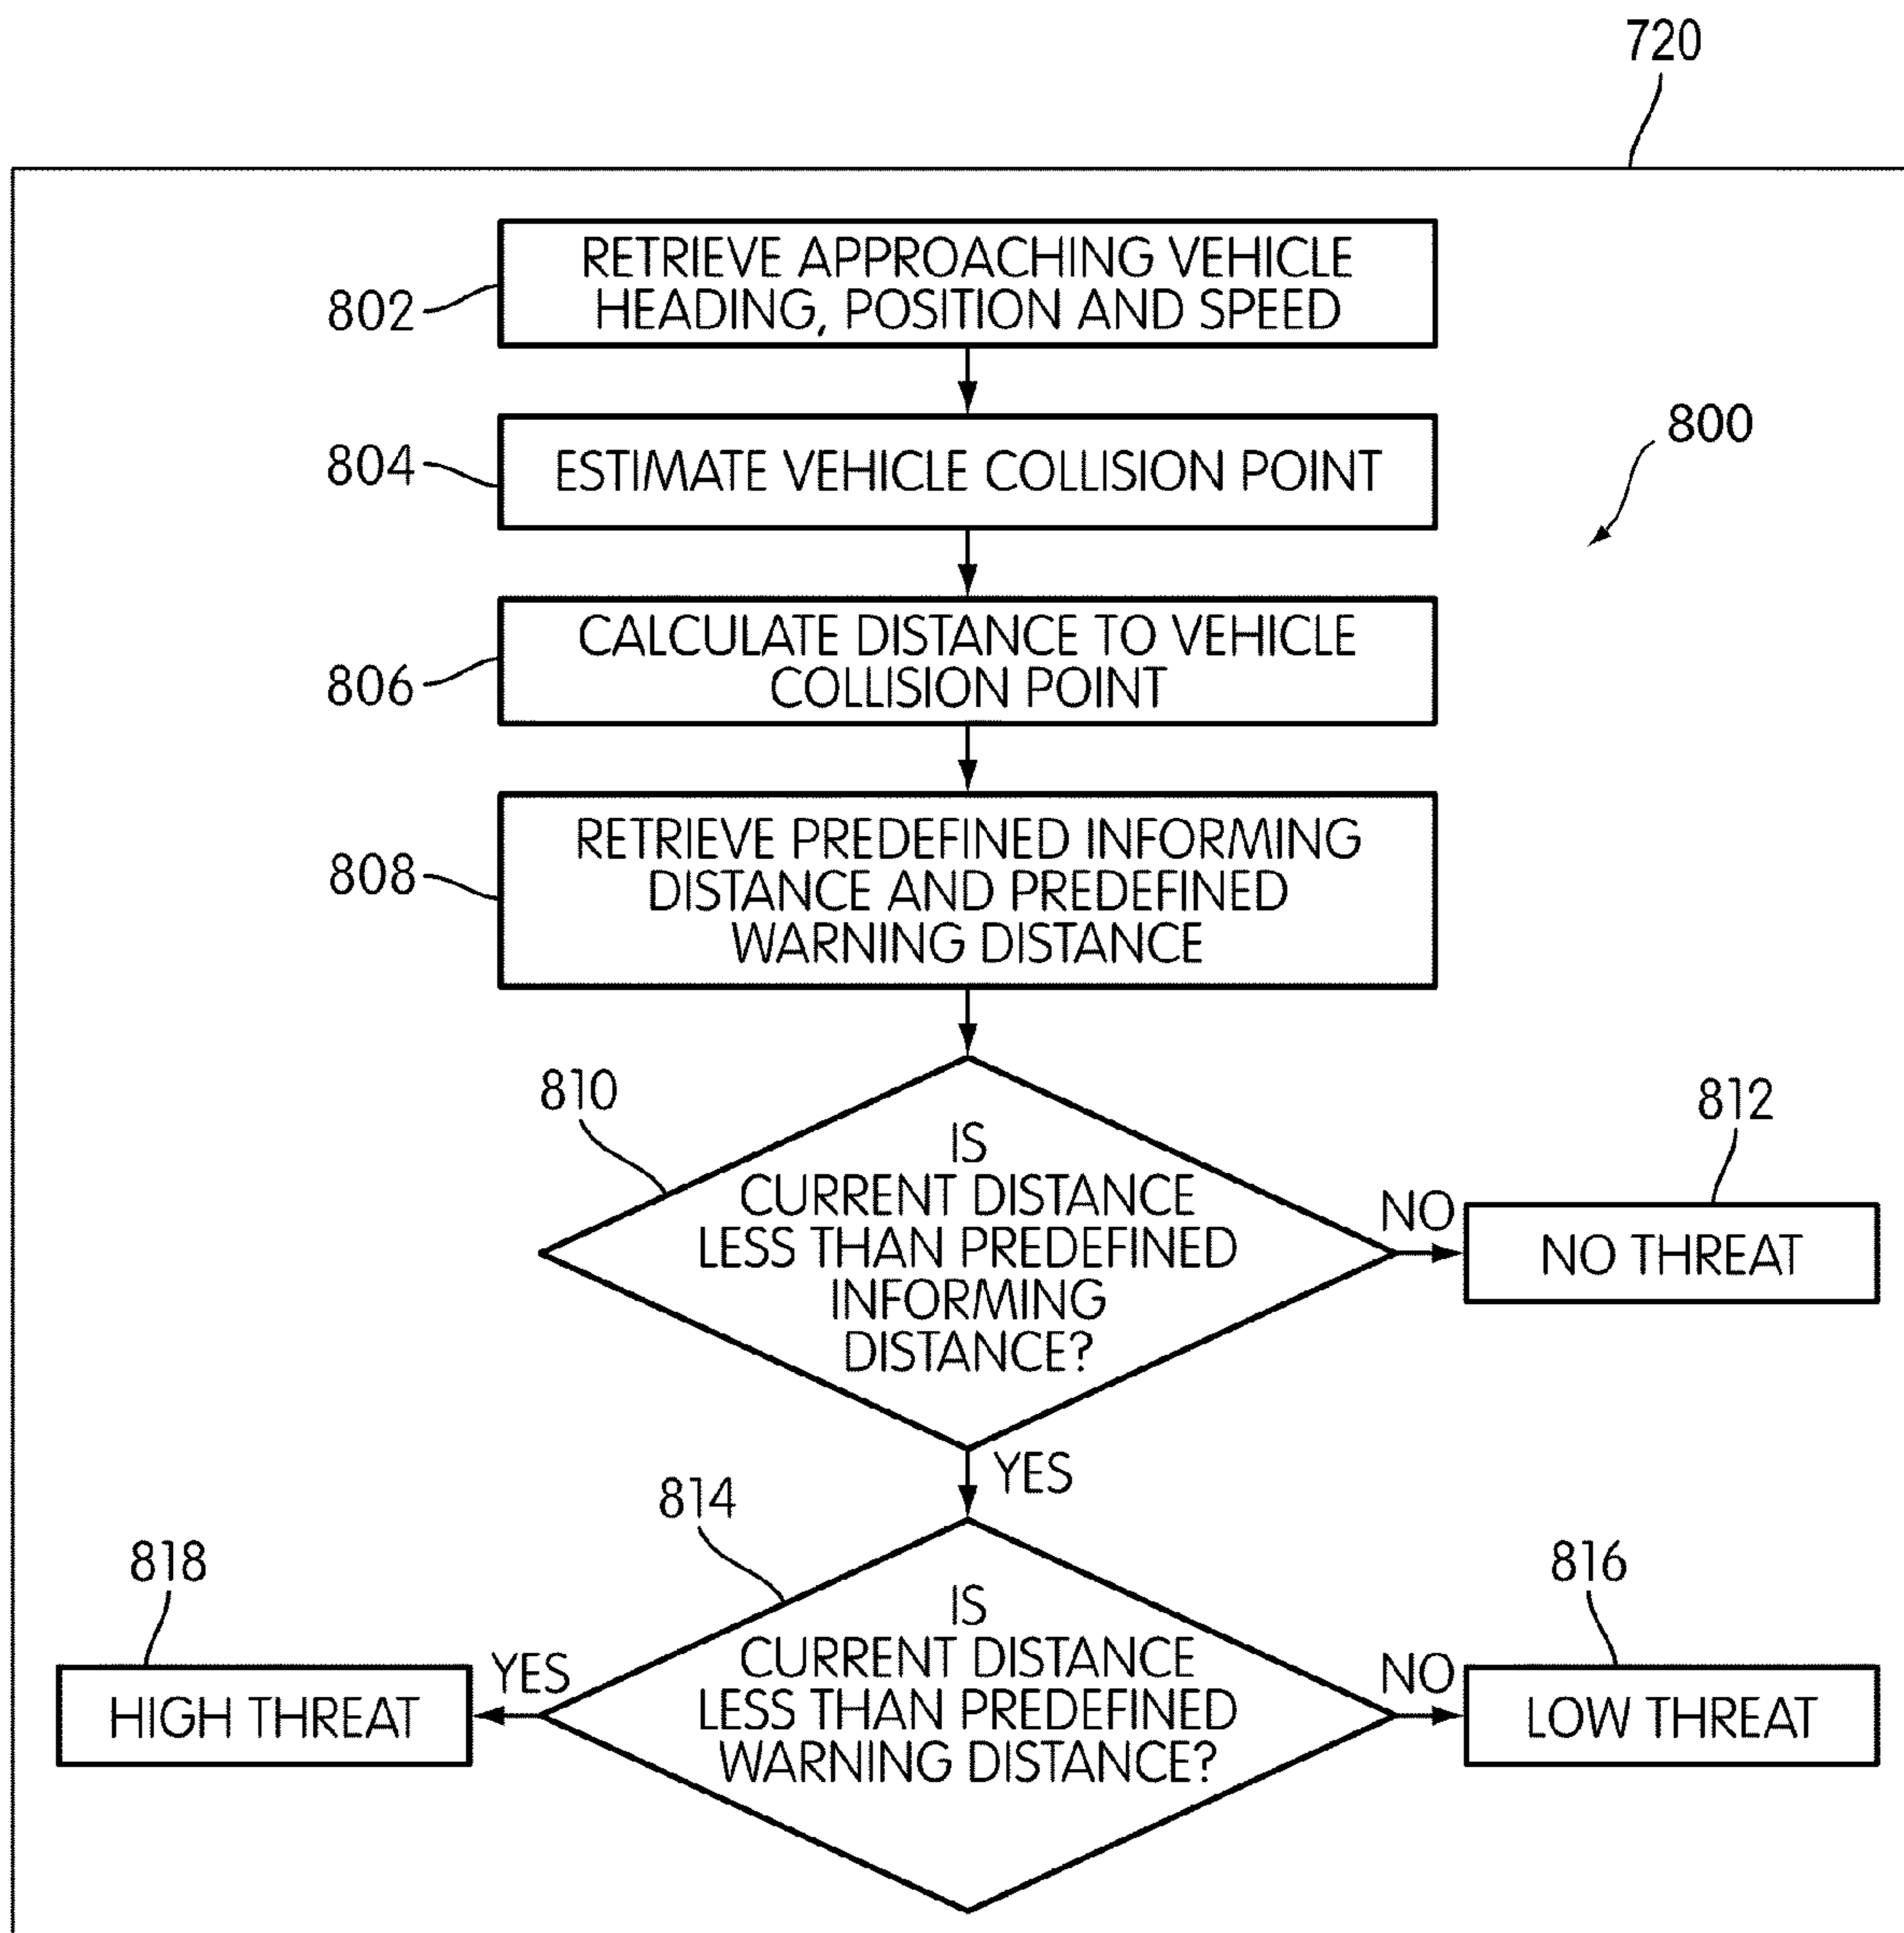 720
RETRIEVE APPROACHING VEHICLE
HEADING, POSITION AND SPEED
802
800
ESTIMATE VEHICLE COLLISION POINT
804
CALCULATE DISTANCE TO VEHICLE
COLLISION POINT
806
RETRIEVE PREDEFINED INFORMING
DISTANCE AND PREDEFINED
WARNING DISTANCE
808
810
IS
CURRENT DISTANCE
LESS THAN PREDEFINED
INFORMING
DISTANCE?
NO
812
NO THREAT
YES
814
IS
CURRENT DISTANCE
LESS THAN PREDEFINED
WARNING DISTANCE?
YES
818
HIGH THREAT
NO
816
LOW THREAT